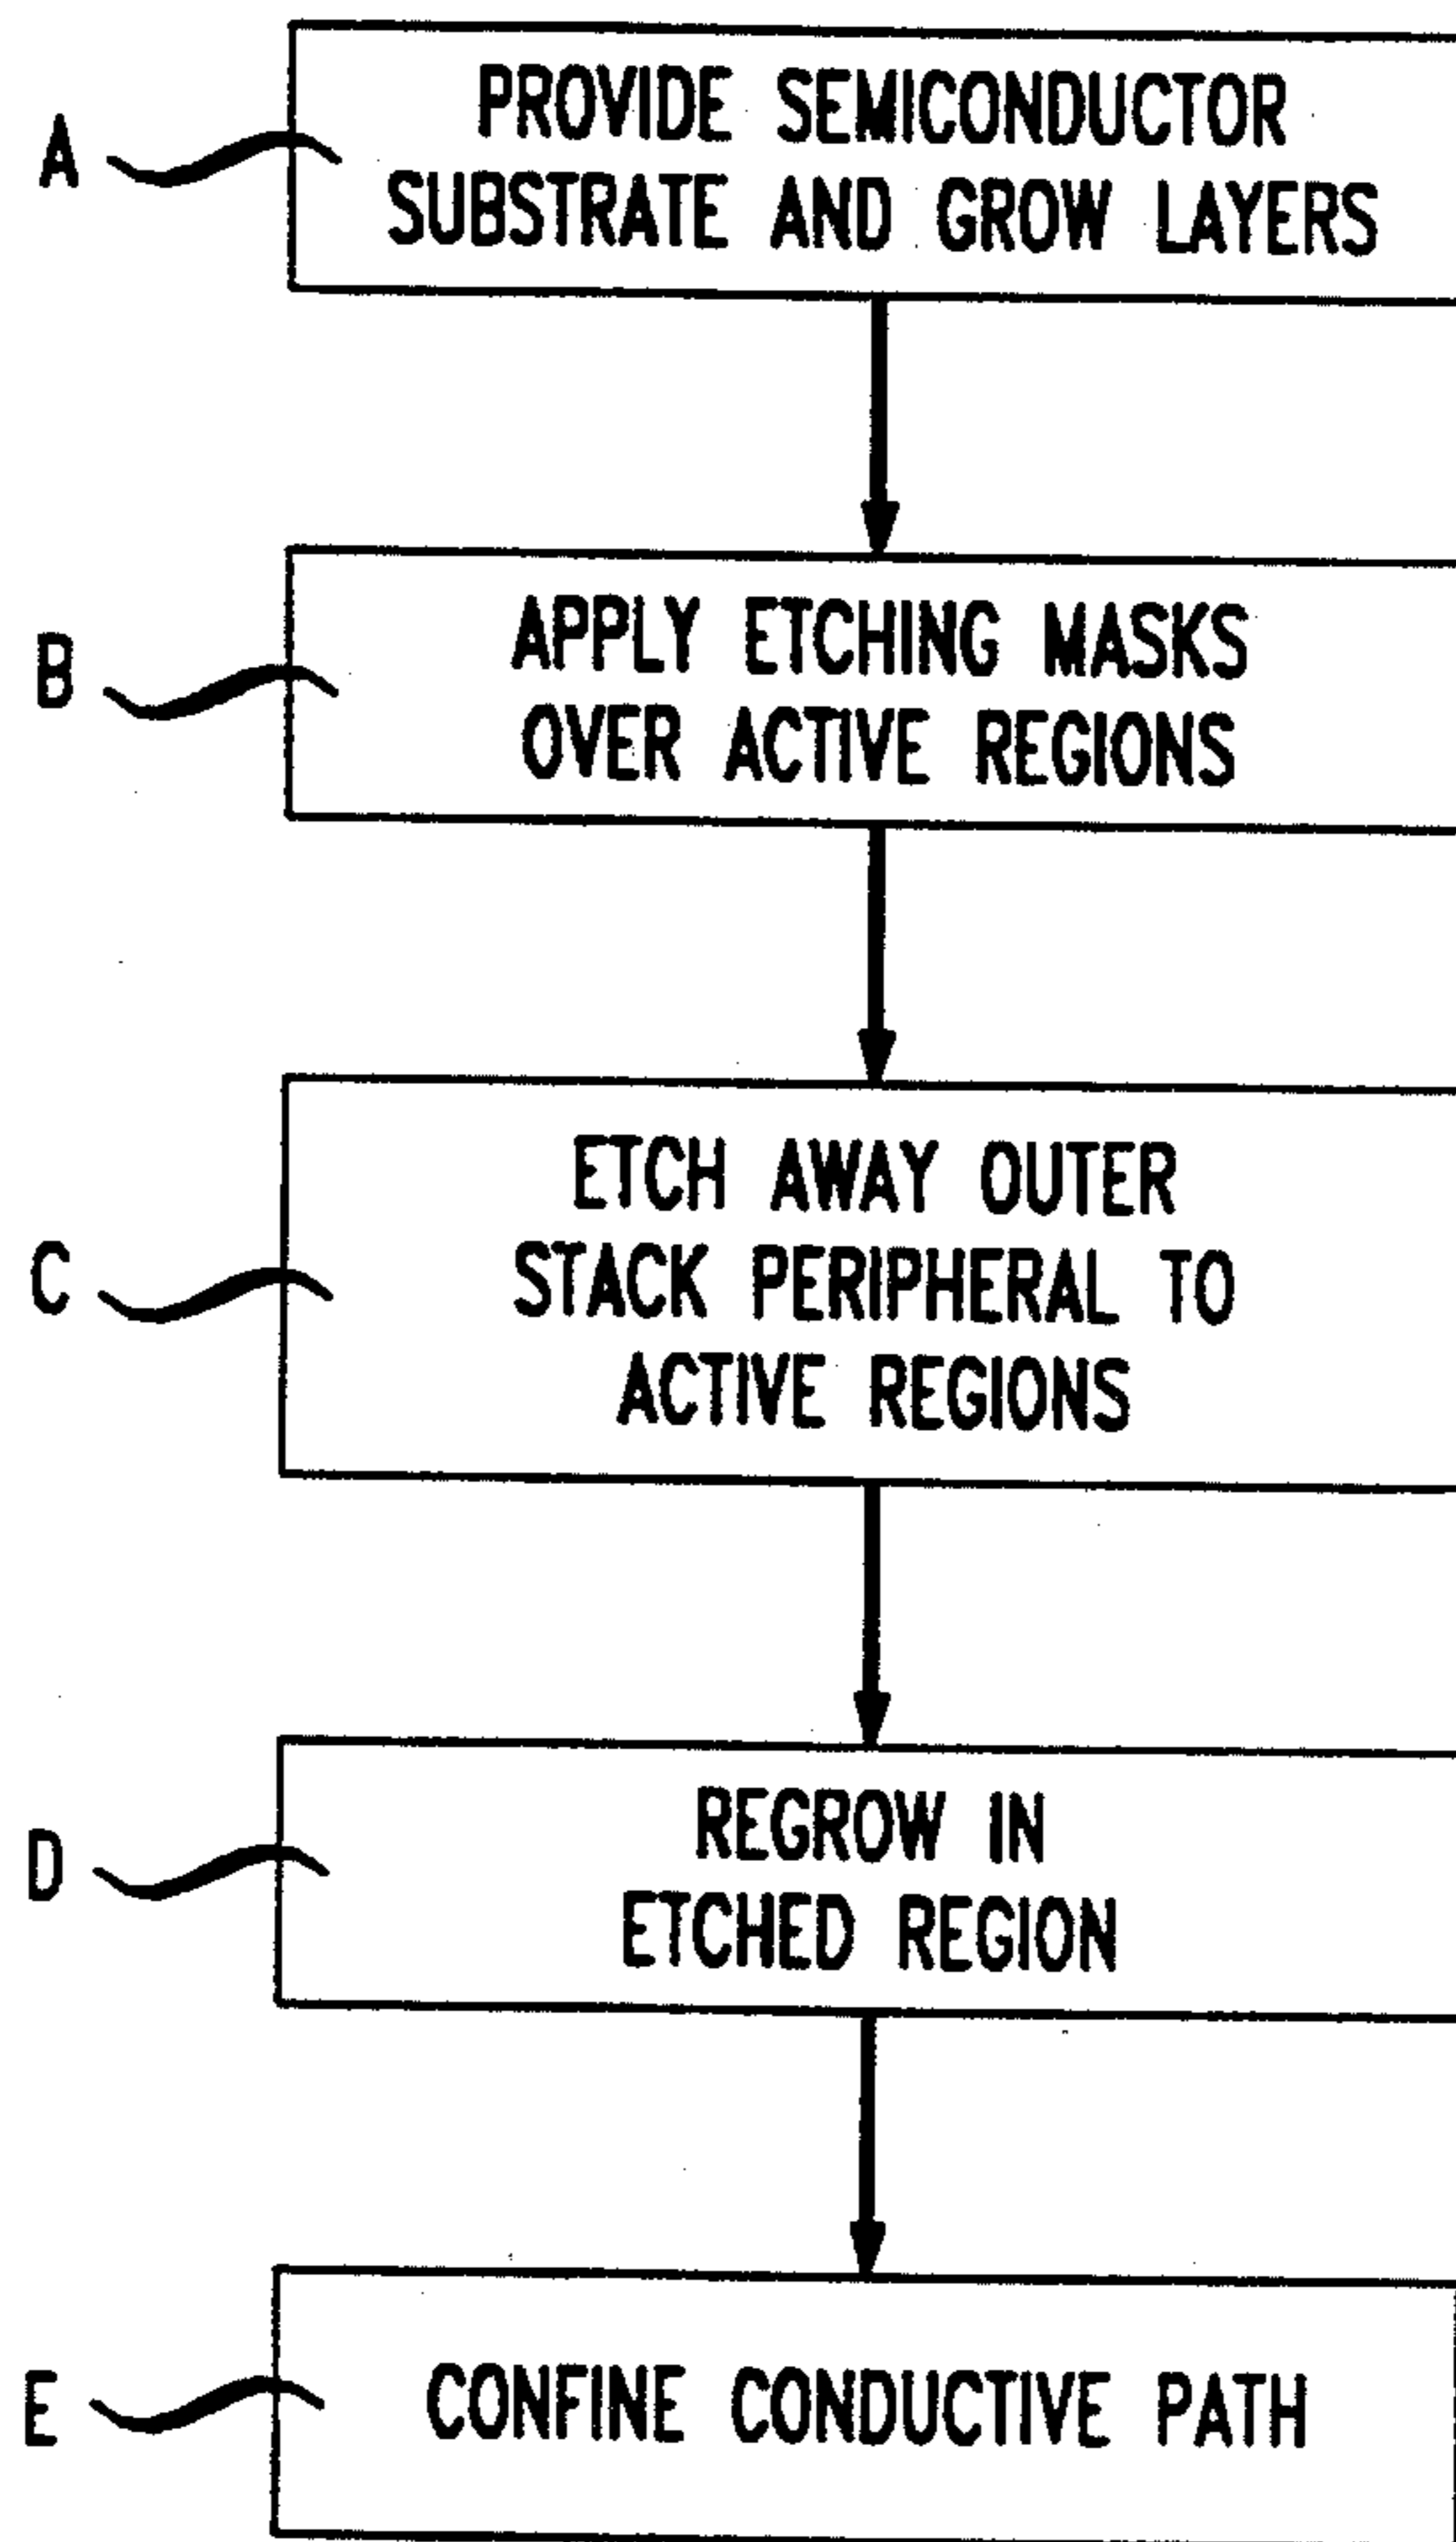 A
PROVIDE SEMICONDUCTOR
SUBSTRATE AND GROW LAYERS
B
APPLY ETCHING MASKS
OVER ACTIVE REGIONS
C
ETCH AWAY OUTER
STACK PERIPHERAL TO
ACTIVE REGIONS
D
REGROW IN
ETCHED REGION
E
CONFINE CONDUCTIVE PATH